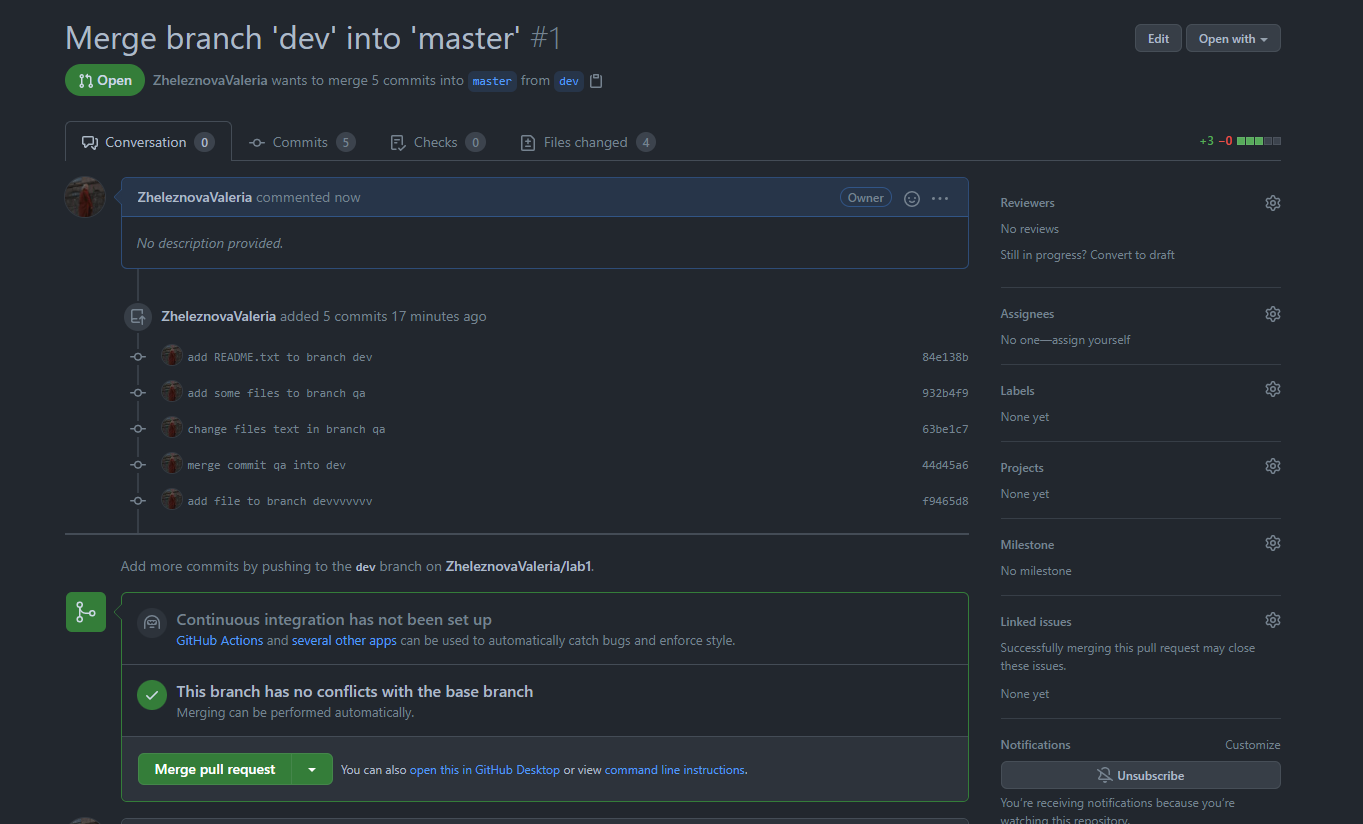 Merge branch 'dev' into 'master' #1
Edit
Open with
Open
ZheleznovaValeria wants to merge 5 commits into master from dev
Conversation 0
Commits 5
Checks 0
Files changed 4
+3 −0
ZheleznovaValeria commented now
Owner
No description provided.
ZheleznovaValeria added 5 commits 17 minutes ago
add README.txt to branch dev 84e138b
add some files to branch qa 932b4f9
change files text in branch qa 63be1c7
merge commit qa into dev 44d45a6
add file to branch devvvvvvv f9465d8
Add more commits by pushing to the dev branch on ZheleznovaValeria/lab1.
Continuous integration has not been set up
GitHub Actions and several other apps can be used to automatically catch bugs and enforce style.
This branch has no conflicts with the base branch
Merging can be performed automatically.
Merge pull request
You can also open this in GitHub Desktop or view command line instructions.
Reviewers
No reviews
Still in progress? Convert to draft
Assignees
No one—assign yourself
Labels
None yet
Projects
None yet
Milestone
No milestone
Linked issues
Successfully merging this pull request may close
these issues.
None yet
Notifications
Customize
Unsubscribe
You're receiving notifications because you're
watching this repository.